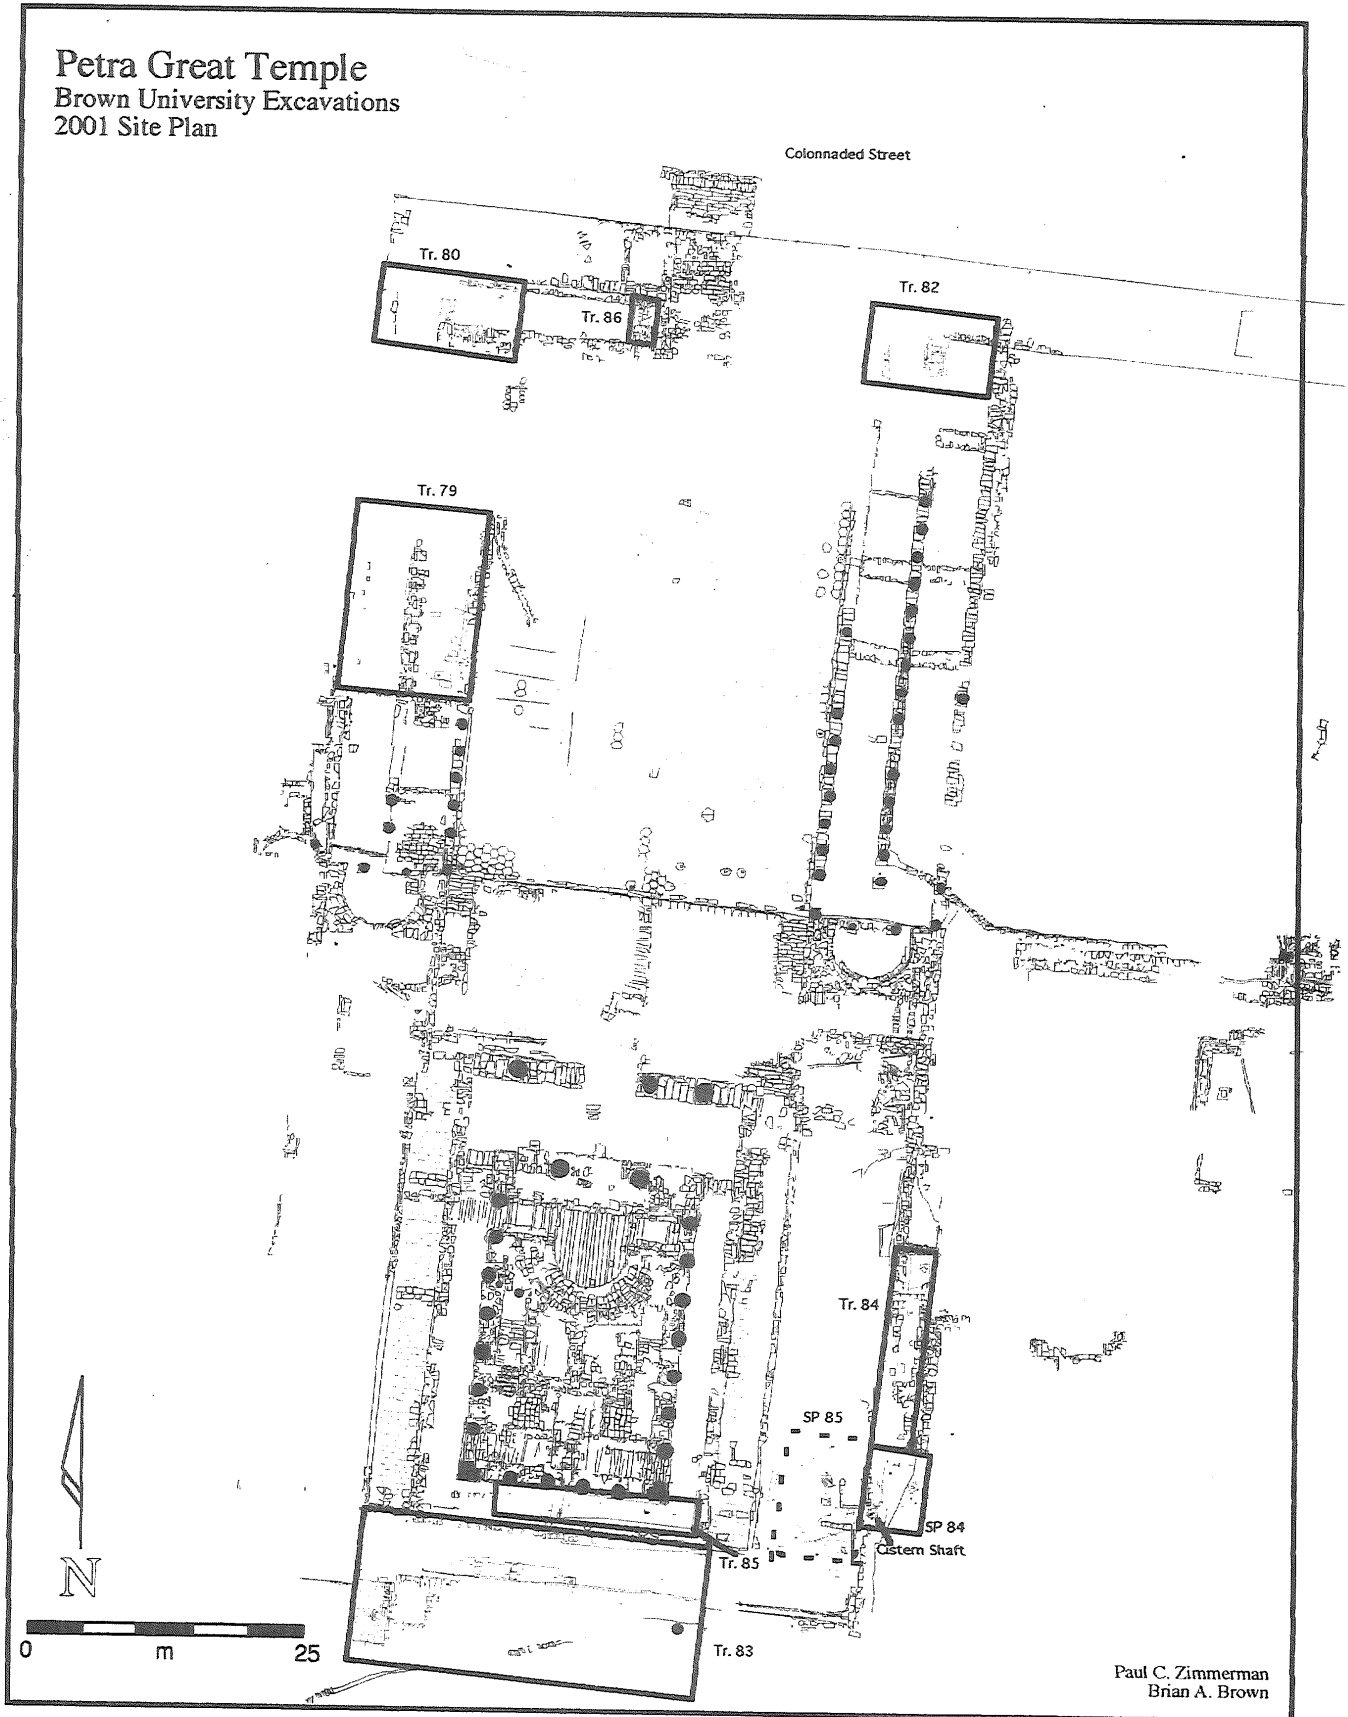 Petra Great Temple
Brown University Excavations
2001 Site Plan
Colonnaded Street
Tr. 80
Tr. 82
Tr. 86
Tr. 79
Tr. 84
SP 85
SP 84
Cistern Shaft
Tr. 85
N
0 m 25
Tr. 83
Paul C. Zimmerman
Brian A. Brown